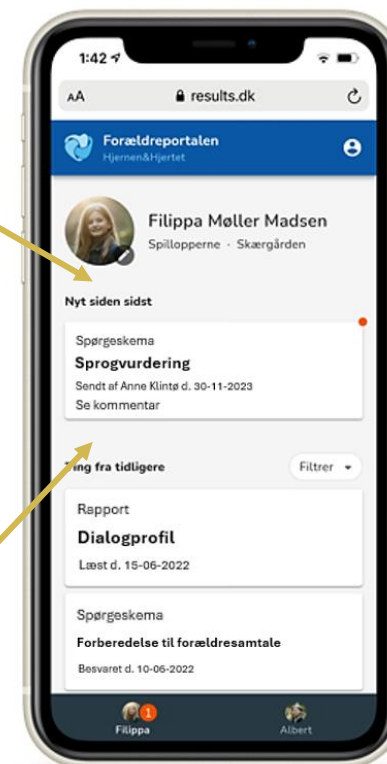 1:42
AA results.dk
Forældreportalen
Hjernen&Hjertet
Filippa Møller Madsen
Spillopperne · Skærgården
Nyt siden sidst
Spørgeskema
Sprogvurdering
Sendt af Anne Klintø d. 30-11-2023
Se kommentar
Ting fra tidligere Filtrer
Rapport
Dialogprofil
Læst d. 15-06-2022
Spørgeskema
Forberedelse til forældresamtale
Besvaret d. 10-06-2022
1
Filippa Albert